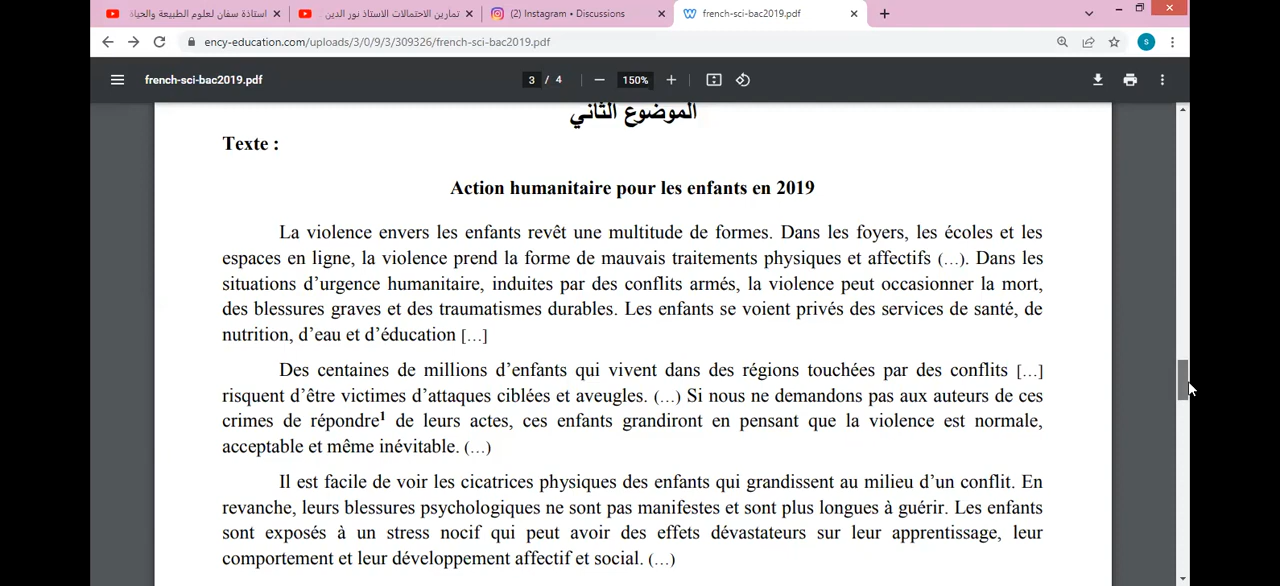 استاذة سفان لعلوم الطبيعة والحياة
تمارين الاحتمالات الاستاذ نور الدين ...
(2) Instagram • Discussions
french-sci-bac2019.pdf
ency-education.com/uploads/3/0/9/3/309326/french-sci-bac2019.pdf
s
french-sci-bac2019.pdf
3 / 4
150%
الموضوع الثاني
Texte :
Action humanitaire pour les enfants en 2019
La violence envers les enfants revêt une multitude de formes. Dans les foyers, les écoles et les
espaces en ligne, la violence prend la forme de mauvais traitements physiques et affectifs (…). Dans les
situations d’urgence humanitaire, induites par des conflits armés, la violence peut occasionner la mort,
des blessures graves et des traumatismes durables. Les enfants se voient privés des services de santé, de
nutrition, d’eau et d’éducation […]
Des centaines de millions d’enfants qui vivent dans des régions touchées par des conflits […]
risquent d’être victimes d’attaques ciblées et aveugles. (…) Si nous ne demandons pas aux auteurs de ces
crimes de répondre¹ de leurs actes, ces enfants grandiront en pensant que la violence est normale,
acceptable et même inévitable. (…)
Il est facile de voir les cicatrices physiques des enfants qui grandissent au milieu d’un conflit. En
revanche, leurs blessures psychologiques ne sont pas manifestes et sont plus longues à guérir. Les enfants
sont exposés à un stress nocif qui peut avoir des effets dévastateurs sur leur apprentissage, leur
comportement et leur développement affectif et social. (…)